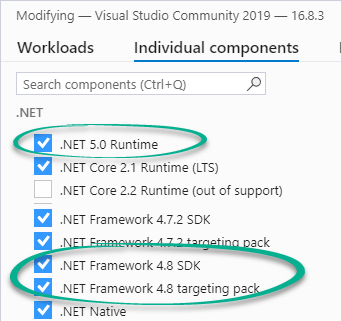 Modifying — Visual Studio Community 2019 — 16.8.3
Workloads Individual components
Search components (Ctrl+Q)
.NET
.NET 5.0 Runtime
.NET Core 2.1 Runtime (LTS)
.NET Core 2.2 Runtime (out of support)
.NET Framework 4.7.2 SDK
.NET Framework 4.7.2 targeting pack
.NET Framework 4.8 SDK
.NET Framework 4.8 targeting pack
.NET Native